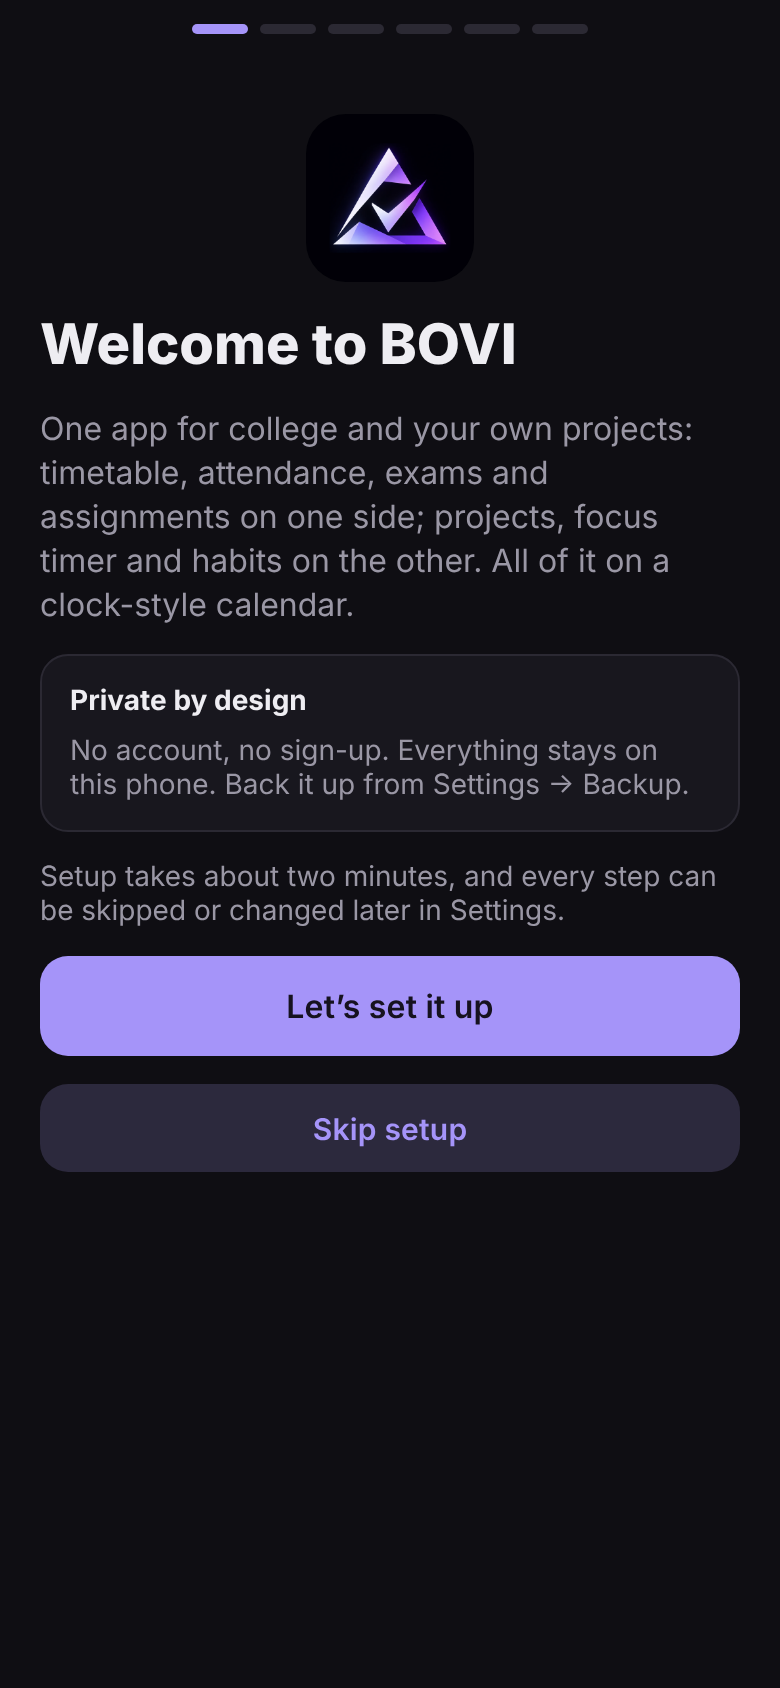 Welcome to BOVI
One app for college and your own projects:
timetable, attendance, exams and
assignments on one side; projects, focus
timer and habits on the other. All of it on a
clock-style calendar.
Private by design
No account, no sign-up. Everything stays on
this phone. Back it up from Settings → Backup.
Setup takes about two minutes, and every step can
be skipped or changed later in Settings.
Let’s set it up
Skip setup